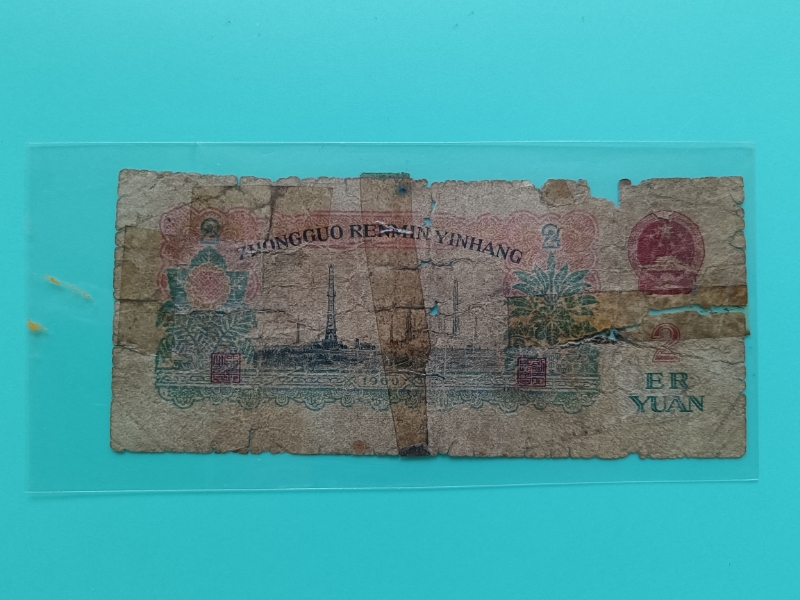 2
ZHONGGUO RENMIN YINHANG
2
1960
2
ER
YUAN